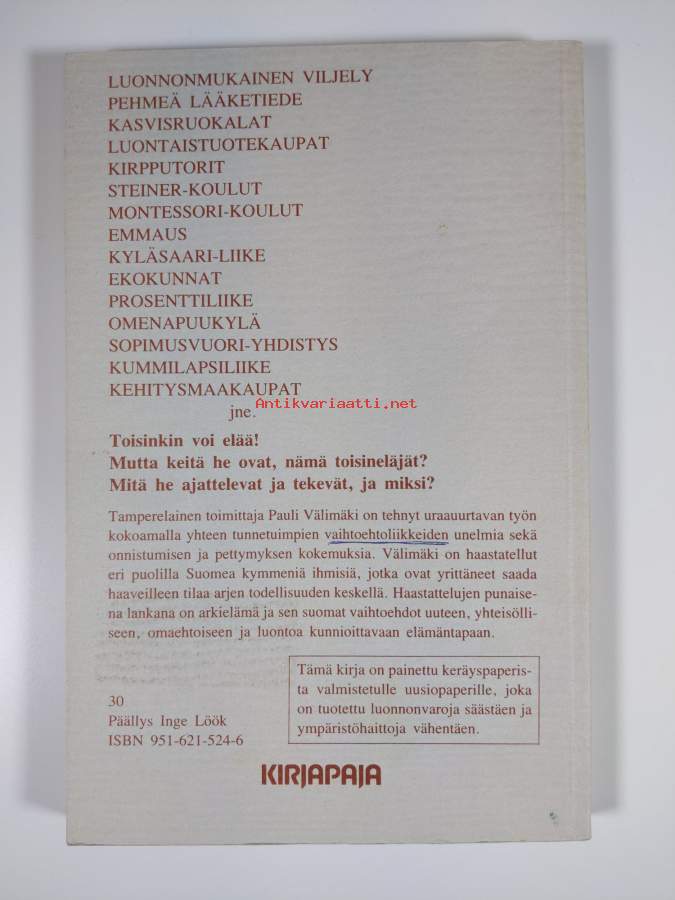 LUONNONMUKAINEN VILJELY
PEHMEÄ LÄÄKETIEDE
KASVISRUOKALAT
LUONTAISTUOTEKAUPAT
KIRPPUTORIT
STEINER-KOULUT
MONTESSORI-KOULUT
EMMAUS
KYLÄSAARI-LIIKE
EKOKUNNAT
PROSENTTILIIKE
OMENAPUUKYLÄ
SOPIMUSVUORI-YHDISTYS
KUMMILAPSILIIKE
KEHITYSMAAKAUPAT
jne.
Antikvariaatti.net
Toisinkin voi elää!
Mutta keitä he ovat, nämä toisineläjät?
Mitä he ajattelevat ja tekevät, ja miksi?
Tamperelainen toimittaja Pauli Välimäki on tehnyt uraauurtavan työn
kokoamalla yhteen tunnetuimpien vaihtoehtoliikkeiden unelmia sekä
onnistumisen ja pettymyksen kokemuksia. Välimäki on haastatellut
eri puolilla Suomea kymmeniä ihmisiä, jotka ovat yrittäneet saada
haaveilleen tilaa arjen todellisuuden keskellä. Haastattelujen punaise-
na lankana on arkielämä ja sen suomat vaihtoehdot uuteen, yhteisölli-
seen, omaehtoiseen ja luontoa kunnioittavaan elämäntapaan.
Tämä kirja on painettu keräyspaperis-
ta valmistetulle uusiopaperille, joka
on tuotettu luonnonvaroja säästäen ja
ympäristöhaittoja vähentäen.
30
Päällys Inge Löök
ISBN 951-621-524-6
KIRJAPAJA